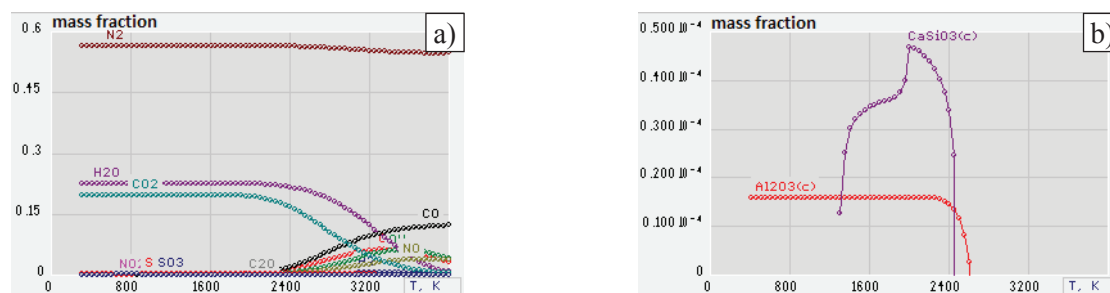 mass fraction
a)
0.6
N2
0.45
0.3
H2O
CO2
0.15
CO
NO
NO2 S SO3
C2O
0
0 800 1600 2400 3200 T, K
mass fraction
b)
0.500 10⁻⁴
CaSiO3(c)
0.400 10⁻⁴
0.300 10⁻⁴
0.200 10⁻⁴
Al2O3(c)
0.100 10⁻⁴
0
0 800 1600 2400 3200 T, K